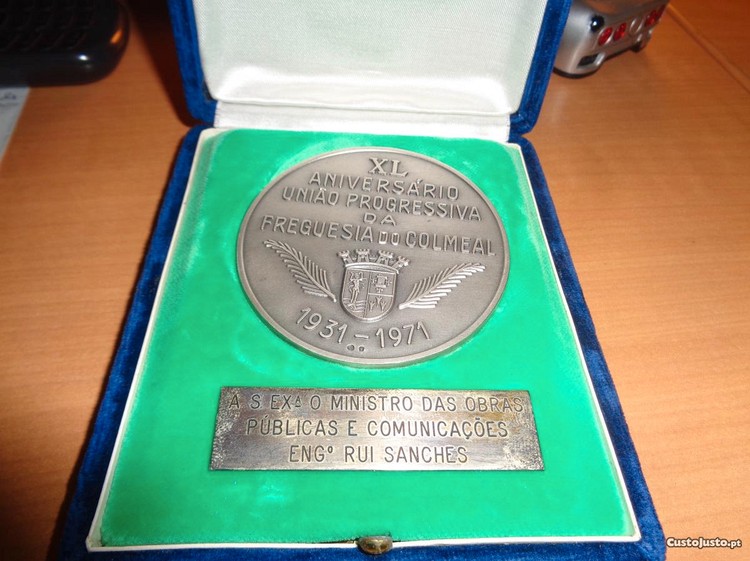 XL
ANIVERSÁRIO
UNIÃO PROGRESSIVA
DA
FREGUESIA DO COLMEAL
1931-1971
A S. EXª O MINISTRO DAS OBRAS
PÚBLICAS E COMUNICAÇÕES
ENGº RUI SANCHES
CustoJusto.pt